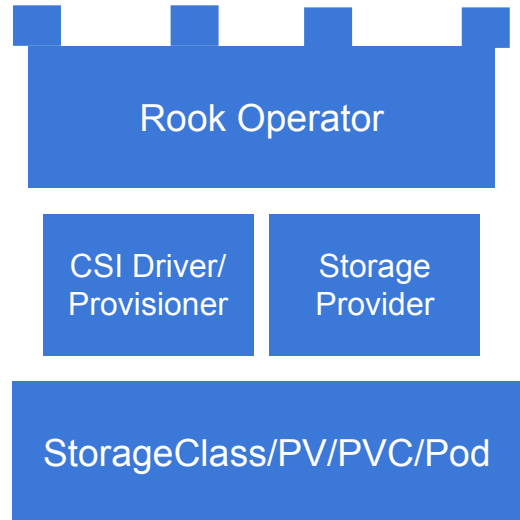 Rook Operator
CSI Driver/
Provisioner
Storage
Provider
StorageClass/PV/PVC/Pod